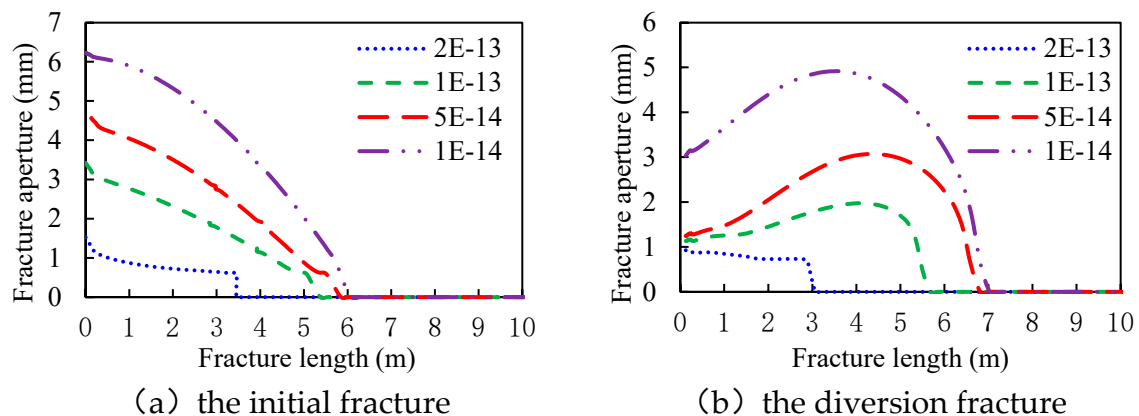 7
6
5
4
3
2
1
0
Fracture aperture (mm)
2E-13
1E-13
5E-14
1E-14
0 1 2 3 4 5 6 7 8 9 10
Fracture length (m)
（a）the initial fracture
6
5
4
3
2
1
0
Fracture aperture (mm)
2E-13
1E-13
5E-14
1E-14
0 1 2 3 4 5 6 7 8 9 10
Fracture length (m)
（b）the diversion fracture